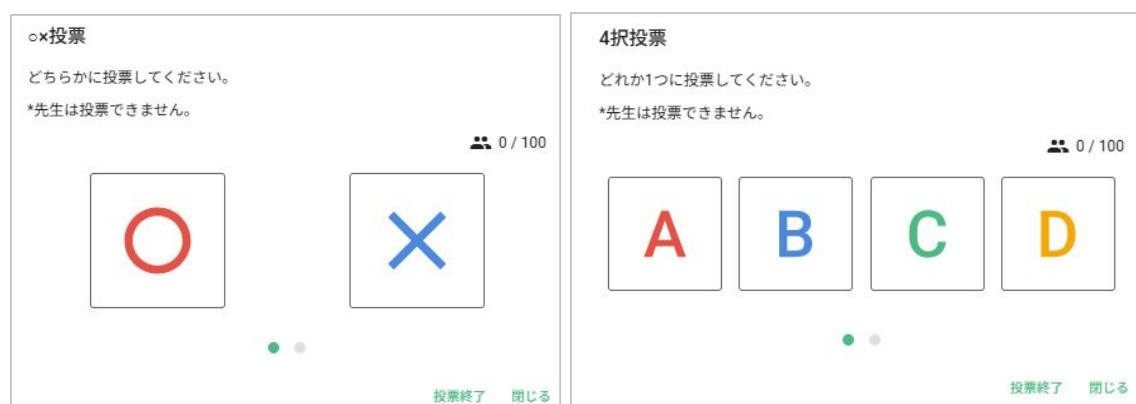 ○×投票
どちらかに投票してください。
*先生は投票できません。
0 / 100
投票終了 閉じる
4択投票
どれか1つに投票してください。
*先生は投票できません。
0 / 100
A B C D
投票終了 閉じる